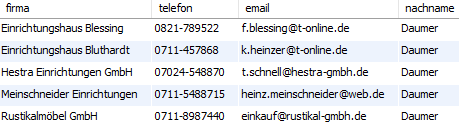 firma telefon email nachname
Einrichtungshaus Blessing 0821-789522 f.blessing@t-online.de Daumer
Einrichtungshaus Bluthardt 0711-457868 k.heinzer@t-online.de Daumer
Hestra Einrichtungen GmbH 07024-548870 t.schnell@hestra-gmbh.de Daumer
Meinschneider Einrichtungen 0711-5488715 heinz.meinschneider@web.de Daumer
Rustikalmöbel GmbH 0711-8987440 einkauf@rustikal-gmbh.de Daumer